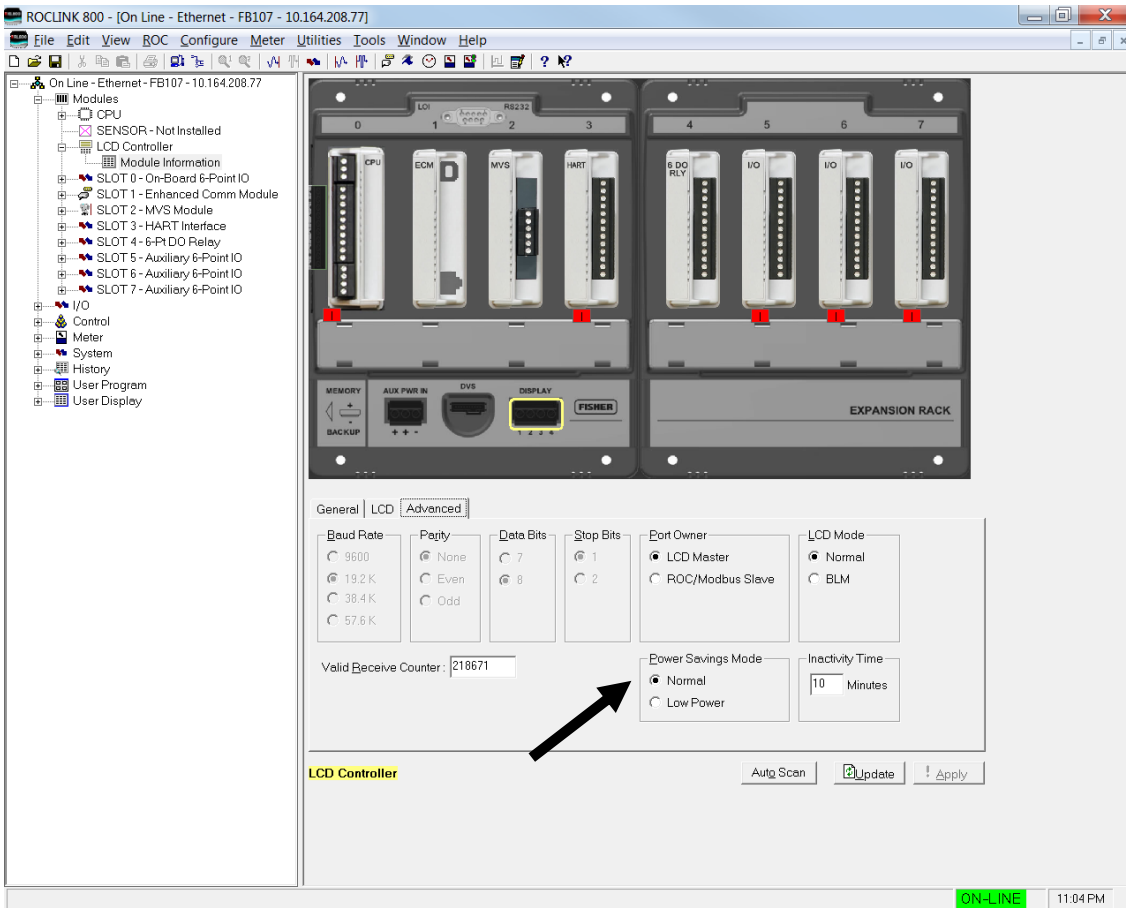 ROCLINK 800 - [On Line - Ethernet - FB107 - 10.164.208.77]
File Edit View ROC Configure Meter Utilities Tools Window Help
On Line - Ethernet - FB107 - 10.164.208.77
Modules
CPU
SENSOR - Not Installed
LCD Controller
Module Information
SLOT 0 - On-Board 6-Point IO
SLOT 1 - Enhanced Comm Module
SLOT 2 - MVS Module
SLOT 3 - HART Interface
SLOT 4 - 6-Pt DO Relay
SLOT 5 - Auxiliary 6-Point IO
SLOT 6 - Auxiliary 6-Point IO
SLOT 7 - Auxiliary 6-Point IO
I/O
Control
Meter
System
History
User Program
User Display
LOI RS232
0 1 2 3 4 5 6 7
CPU ECM MVS HART 6 DO RLY I/O I/O I/O
D
MEMORY BACKUP
AUX PWR IN
+ + -
DVS
DISPLAY
1 2 3 4
FISHER
EXPANSION RACK
General LCD Advanced
Baud Rate Parity Data Bits Stop Bits Port Owner LCD Mode
9600 None 7 1 LCD Master Normal
19.2 K Even 8 2 ROC/Modbus Slave BLM
38.4 K Odd
57.6 K
Valid Receive Counter : 218671
Power Savings Mode
Normal
Low Power
Inactivity Time
10 Minutes
LCD Controller
Auto Scan Update ! Apply
ON-LINE 11:04 PM